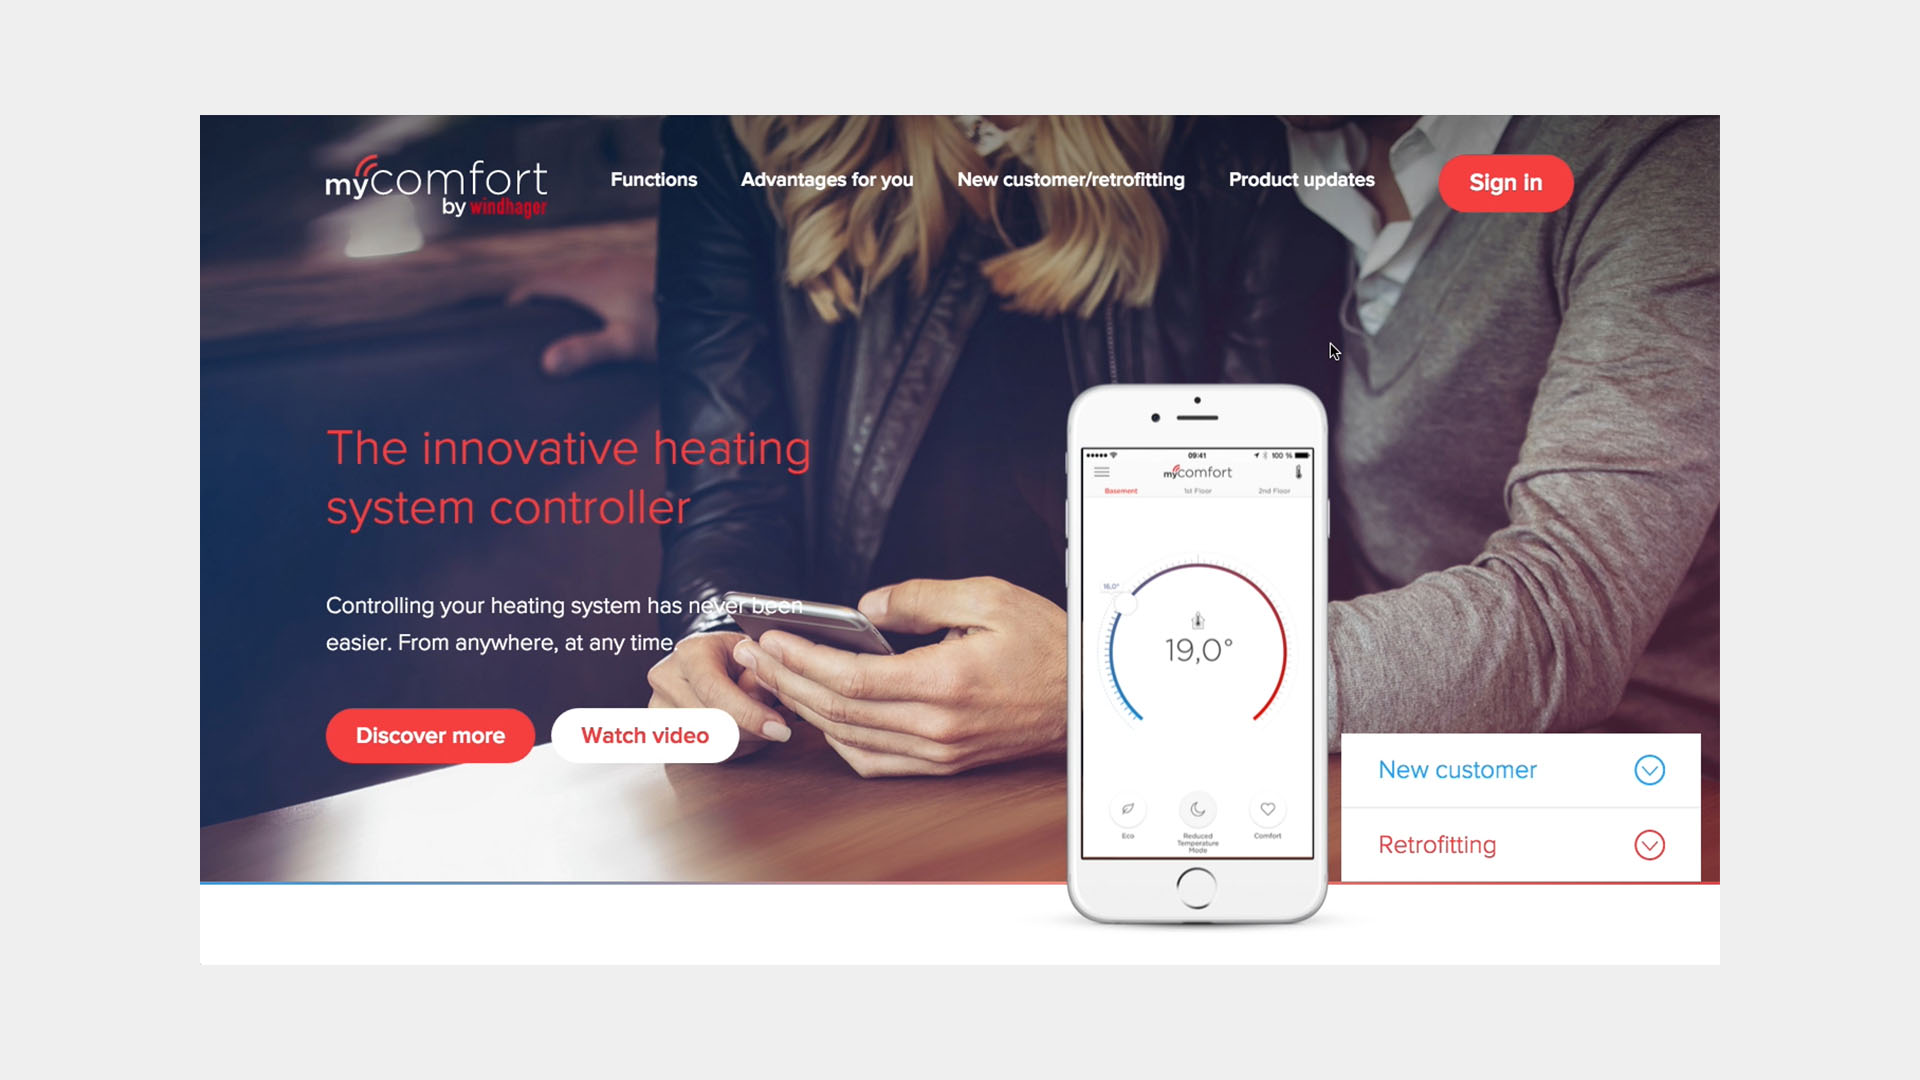 mycomfort
by windhager
Functions
Advantages for you
New customer/retrofitting
Product updates
Sign in
The innovative heating
system controller
Controlling your heating system has never been
easier. From anywhere, at any time.
Discover more
Watch video
09:41
100 %
mycomfort
Basement
1st Floor
2nd Floor
16,0°
19,0°
Eco
Reduced
Temperature
Mode
Comfort
New customer
Retrofitting